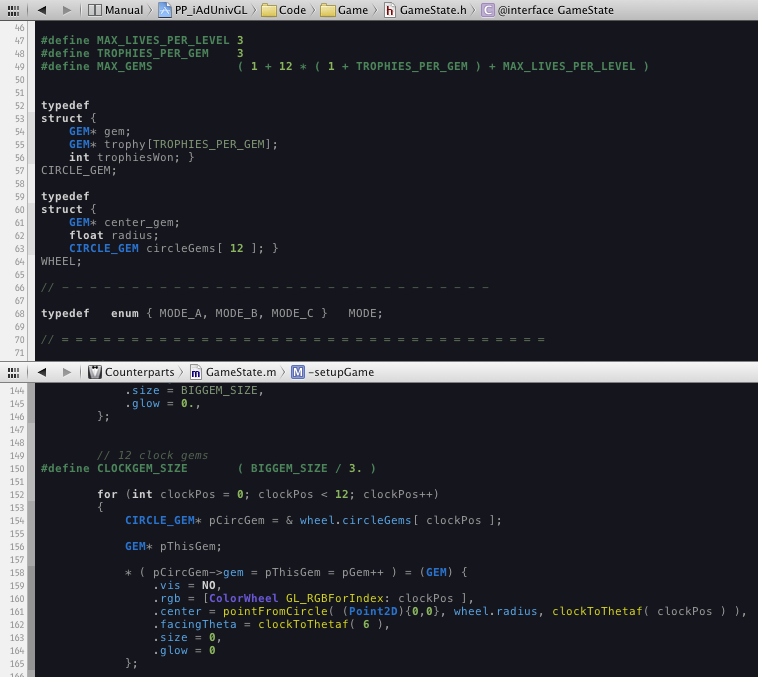 Manual 〉 PP_iAdUnivGL 〉 Code 〉 Game 〉 h GameState.h 〉 C @interface GameState
46
47 #define MAX_LIVES_PER_LEVEL 3
48 #define TROPHIES_PER_GEM    3
49 #define MAX_GEMS            ( 1 + 12 * ( 1 + TROPHIES_PER_GEM ) + MAX_LIVES_PER_LEVEL )
50
51
52 typedef
53 struct {
54     GEM* gem;
55     GEM* trophy[TROPHIES_PER_GEM];
56     int trophiesWon; }
57 CIRCLE_GEM;
58
59 typedef
60 struct {
61     GEM* center_gem;
62     float radius;
63     CIRCLE_GEM circleGems[ 12 ]; }
64 WHEEL;
65
66 // – – – – – – – – – – – – – – – – – – – – – – – – – – – – – – –
67
68 typedef   enum { MODE_A, MODE_B, MODE_C }   MODE;
69
70 // = = = = = = = = = = = = = = = = = = = = = = = = = = = = = = = = = = =
71
Counterparts 〉 m GameState.m 〉 M -setupGame
144             .size = BIGGEM_SIZE,
145             .glow = 0.,
146         };
147
148
149         // 12 clock gems
150 #define CLOCKGEM_SIZE       ( BIGGEM_SIZE / 3. )
151
152         for (int clockPos = 0; clockPos < 12; clockPos++)
153         {
154             CIRCLE_GEM* pCircGem = & wheel.circleGems[ clockPos ];
155
156             GEM* pThisGem;
157
158             * ( pCircGem->gem = pThisGem = pGem++ ) = (GEM) {
159                 .vis = NO,
160                 .rgb = [ColorWheel GL_RGBForIndex: clockPos ],
161                 .center = pointFromCircle( (Point2D){0,0}, wheel.radius, clockToThetaf( clockPos ) ),
162                 .facingTheta = clockToThetaf( 6 ),
163                 .size = 0,
164                 .glow = 0
165             };
166